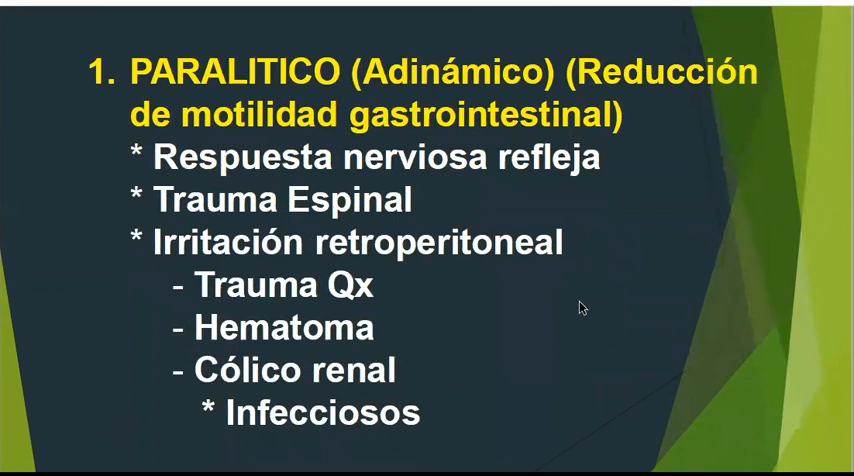 1. PARALITICO (Adinámico) (Reducción
de motilidad gastrointestinal)
* Respuesta nerviosa refleja
* Trauma Espinal
* Irritación retroperitoneal
- Trauma Qx
- Hematoma
- Cólico renal
* Infecciosos